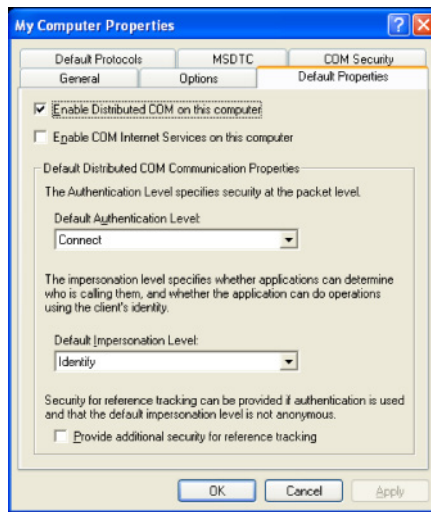 My Computer Properties
Default Protocols MSDTC COM Security
General Options Default Properties
Enable Distributed COM on this computer
Enable COM Internet Services on this computer
Default Distributed COM Communication Properties
The Authentication Level specifies security at the packet level.
Default Authentication Level:
Connect
The impersonation level specifies whether applications can determine
who is calling them, and whether the application can do operations
using the client's identity.
Default Impersonation Level:
Identify
Security for reference tracking can be provided if authentication is used
and that the default impersonation level is not anonymous.
Provide additional security for reference tracking
OK Cancel Apply